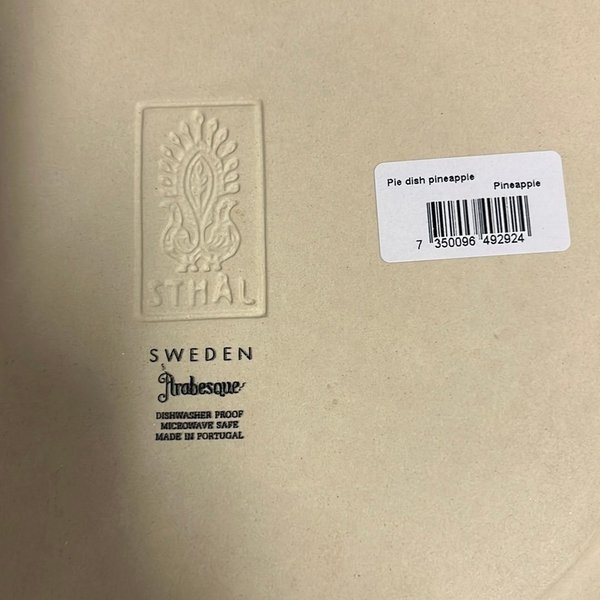 STHÅL
SWEDEN
Arabesque
DISHWASHER PROOF
MICROWAVE SAFE
MADE IN PORTUGAL
Pie dish pineapple
Pineapple
7 350096 492924